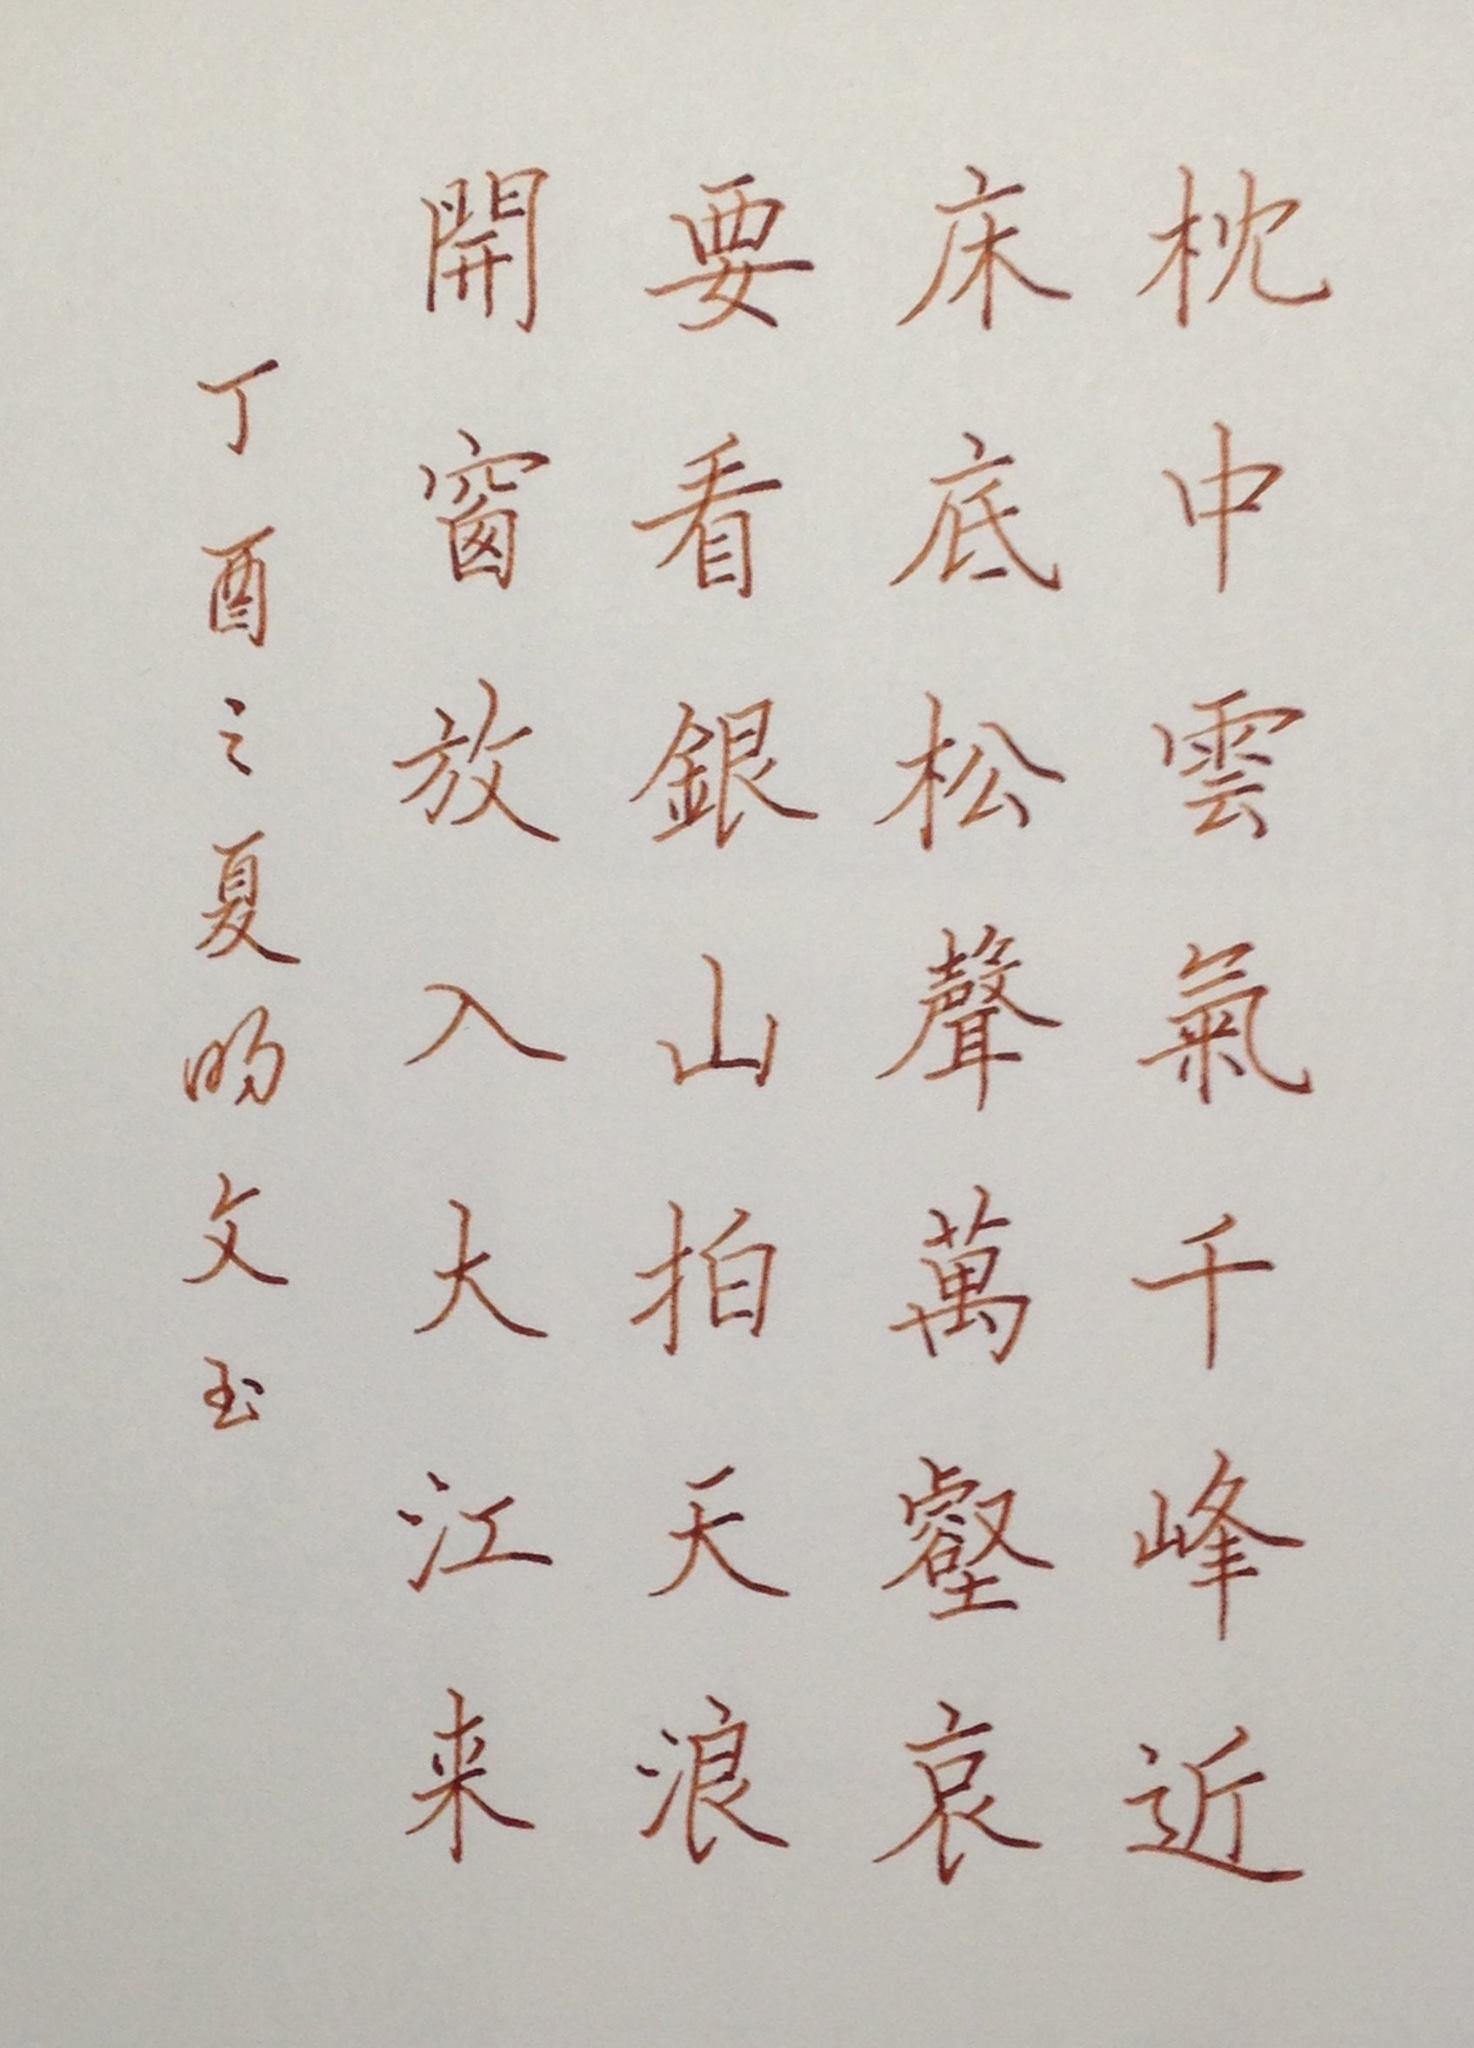 枕中雲氣千峰近
床底松聲萬壑哀
要看銀山拍天浪
開窗放入大江来
丁酉之夏昀文玉